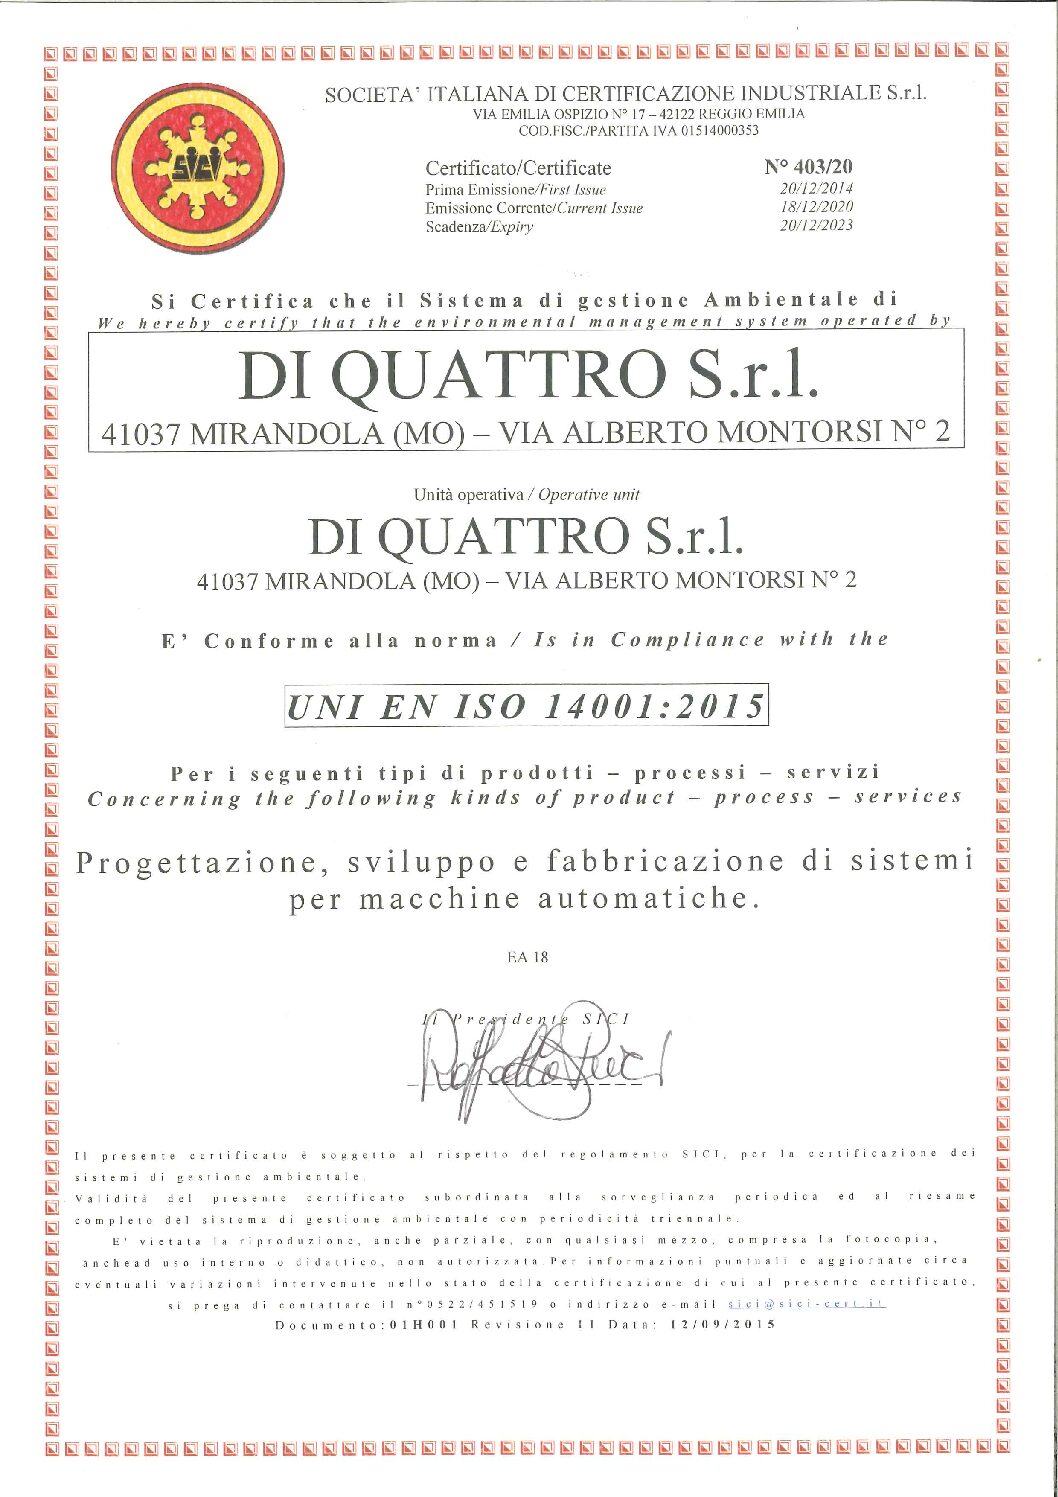 SOCIETA' ITALIANA DI CERTIFICAZIONE INDUSTRIALE S.r.l.
VIA EMILIA OSPIZIO N° 17 – 42122 REGGIO EMILIA
COD.FISC./PARTITA IVA 01514000353
SICI
Certificato/Certificate N° 403/20
Prima Emissione/First Issue 20/12/2014
Emissione Corrente/Current Issue 18/12/2020
Scadenza/Expiry 20/12/2023
Si Certifica che il Sistema di gestione Ambientale di
We hereby certify that the environmental management system operated by
DI QUATTRO S.r.l.
41037 MIRANDOLA (MO) – VIA ALBERTO MONTORSI N° 2
Unità operativa / Operative unit
DI QUATTRO S.r.l.
41037 MIRANDOLA (MO) – VIA ALBERTO MONTORSI N° 2
E' Conforme alla norma / Is in Compliance with the
UNI EN ISO 14001:2015
Per i seguenti tipi di prodotti – processi – servizi
Concerning the following kinds of product – process – services
Progettazione, sviluppo e fabbricazione di sistemi
per macchine automatiche.
EA 18
Il Presidente SICI
Il presente certificato è soggetto al rispetto del regolamento SICI, per la certificazione dei
sistemi di gestione ambientale.
Validità del presente certificato subordinata alla sorveglianza periodica ed al riesame
completo del sistema di gestione ambientale con periodicità triennale.
E' vietata la riproduzione, anche parziale, con qualsiasi mezzo, compresa la fotocopia,
anchead uso interno o didattico, non autorizzata.Per informazioni puntuali e aggiornate circa
eventuali variazioni intervenute nello stato della certificazione di cui al presente certificato,
si prega di contattare il n°0522/451519 o indirizzo e-mail sici@sici-cert.it
Documento:01H001 Revisione 11 Data: 12/09/2015